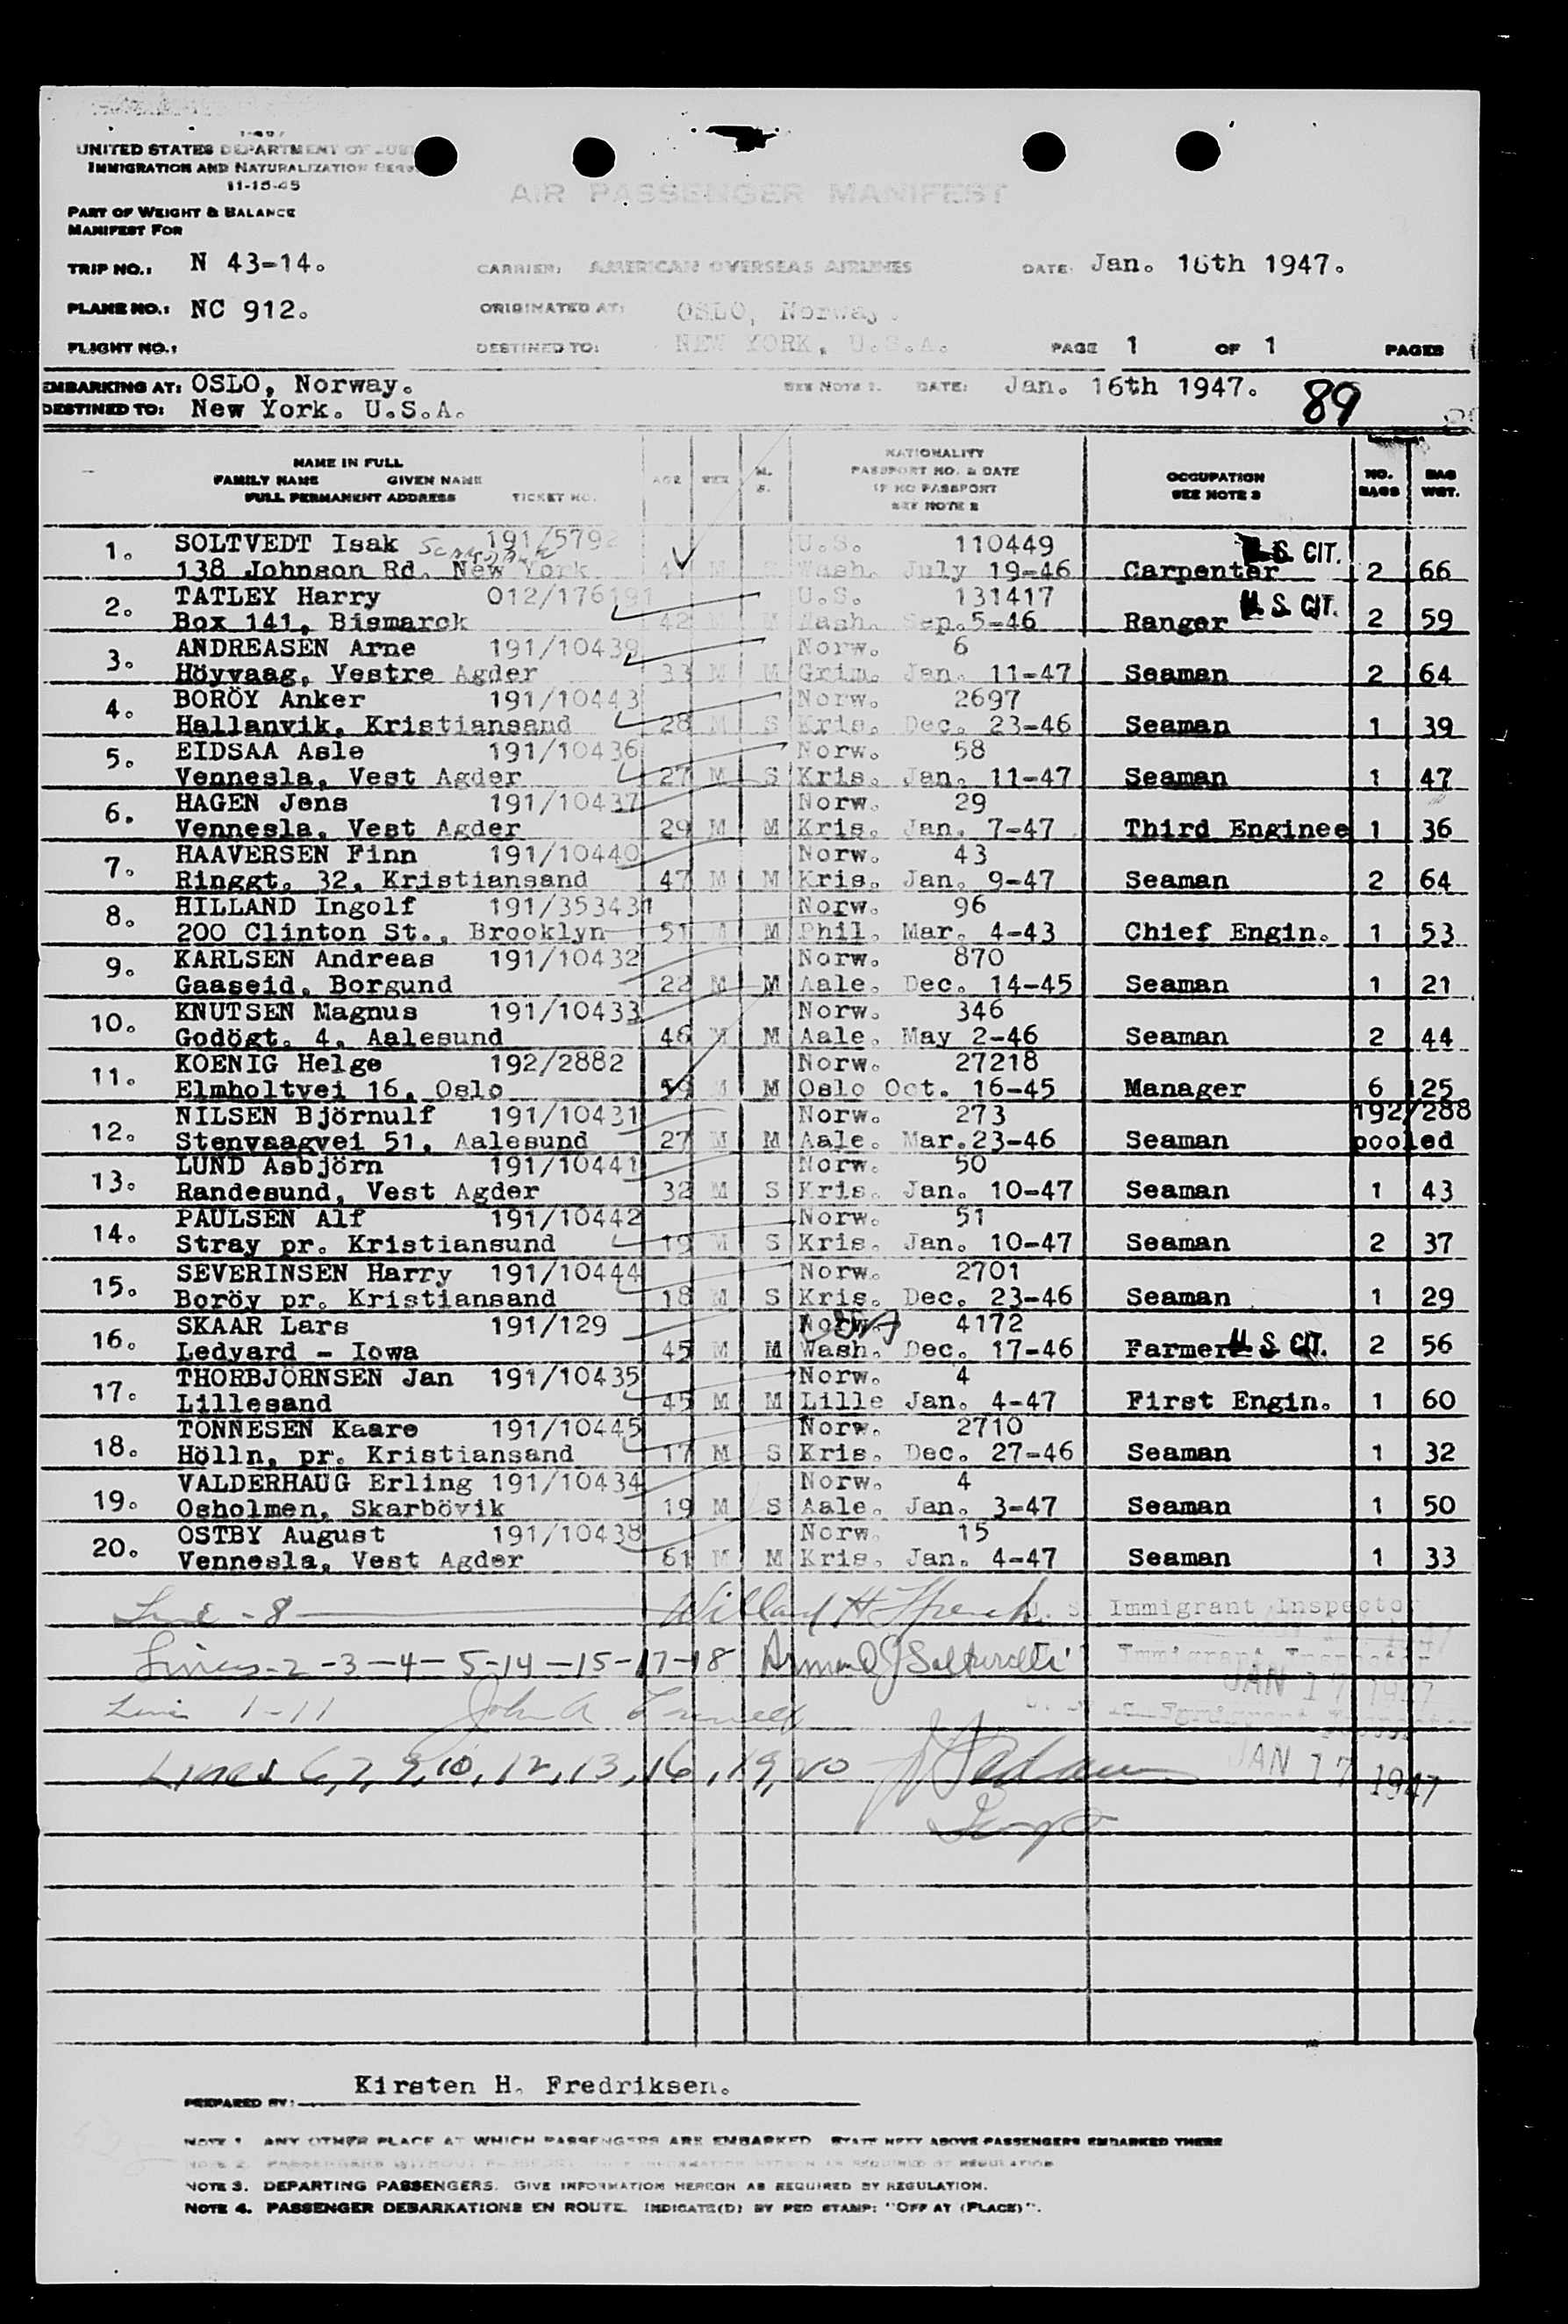 I-467
UNITED STATES DEPARTMENT OF
IMMIGRATION AND NATURALIZATION
11-15-45
AIR PASSENGER MANIFEST
PART OF WEIGHT & BALANCE
MANIFEST FOR
TRIP NO.: N 43-14. CARRIER: AMERICAN OVERSEAS AIRLINES DATE: Jan. 16th 1947.
PLANE NO.: NC 912. ORIGINATED AT: OSLO, Norway.
FLIGHT NO.: DESTINED TO: NEW YORK, U.S.A. PAGE 1 OF 1 PAGES
EMBARKING AT: OSLO, Norway. SEE NOTE 1. DATE: Jan. 16th 1947. 89
DESTINED TO: New York. U.S.A.
NAME IN FULL
FAMILY NAME GIVEN NAME
FULL PERMANENT ADDRESS TICKET NO. AGE SEX M. S. NATIONALITY PASSPORT NO. & DATE IF NO PASSPORT SEE NOTE 2 OCCUPATION SEE NOTE 3 NO. BAGS BAG WGT.
1. SOLTVEDT Isak 191/5792 U.S. 110449 U S CIT.
138 Johnson Rd. New York M S Wash. July 19-46 Carpenter 2 66
2. TATLEY Harry 012/176191 U.S. 131417 U S CIT.
Box 141, Bismarck 42 M M Wash. Sep.5-46 Ranger 2 59
3. ANDREASEN Arne 191/10439 Norw. 6
Höyvaag, Vestre Agder 33 M M Grim. Jan. 11-47 Seaman 2 64
4. BORÖY Anker 191/10443 Norw. 2697
Hallanvik, Kristiansand 28 M S Kris. Dec. 23-46 Seaman 1 39
5. EIDSAA Asle 191/10436 Norw. 58
Vennesla, Vest Agder 27 M S Kris. Jan. 11-47 Seaman 1 47
6. HAGEN Jens 191/10437 Norw. 29
Vennesla, Vest Agder 29 M M Kris. Jan. 7-47 Third Enginee 1 36
7. HAAVERSEN Finn 191/10440 Norw. 43
Ringgt. 32, Kristiansand 47 M M Kris. Jan. 9-47 Seaman 2 64
8. HILLAND Ingolf 191/353431 Norw. 96
200 Clinton St., Brooklyn 51 M M Phil. Mar. 4-43 Chief Engin. 1 53
9. KARLSEN Andreas 191/10432 Norw. 870
Gaaseid, Borgund 22 M M Aale. Dec. 14-45 Seaman 1 21
10. KNUTSEN Magnus 191/10433 Norw. 346
Godögt. 4, Aalesund 46 M M Aale. May 2-46 Seaman 2 44
11. KOENIG Helge 192/2882 Norw. 27218
Elmholtvei 16, Oslo 59 M M Oslo Oct. 16-45 Manager 6 125
12. NILSEN Björnulf 191/10431 Norw. 273 192/288
Stenvaagvei 51, Aalesund 27 M M Aale. Mar.23-46 Seaman pooled
13. LUND Asbjörn 191/10441 Norw. 50
Randesund, Vest Agder 32 M S Kris. Jan. 10-47 Seaman 1 43
14. PAULSEN Alf 191/10442 Norw. 51
Stray pr. Kristiansund 19 M S Kris. Jan. 10-47 Seaman 2 37
15. SEVERINSEN Harry 191/10444 Norw. 2701
Boröy pr. Kristiansand 18 M S Kris. Dec. 23-46 Seaman 1 29
16. SKAAR Lars 191/129 Norw. USA 4172
Ledyard - Iowa 45 M M Wash. Dec. 17-46 Farmer U S CIT. 2 56
17. THORBJÖRNSEN Jan 191/10435 Norw. 4
Lillesand 45 M M Lille Jan. 4-47 First Engin. 1 60
18. TÖNNESEN Kaare 191/10445 Norw. 2710
Hölln, pr. Kristiansand 17 M S Kris. Dec. 27-46 Seaman 1 32
19. VALDERHAUG Erling 191/10434 Norw. 4
Osholmen, Skarbövik 19 M S Aale. Jan. 3-47 Seaman 1 50
20. OSTBY August 191/10438 Norw. 15
Vennesla, Vest Agder 61 M M Kris. Jan. 4-47 Seaman 1 33
Line - 8 Willard H U. S. Immigrant Inspector
Lines-2-3-4-5-14-15-17-18 Immigrant Inspector
JAN 17 1947
Line 1-11 John A
Lines 6,7,9,10,12,13,16,19,20 JAN 17 1947
PREPARED BY: Kirsten H. Fredriksen.
NOTE 1 ANY OTHER PLACE AT WHICH PASSENGERS ARE EMBARKED STATE NEXT ABOVE PASSENGERS EMBARKED THERE
NOTE 3. DEPARTING PASSENGERS. GIVE INFORMATION HEREON AS REQUIRED BY REGULATION.
NOTE 4. PASSENGER DEBARKATIONS EN ROUTE. INDICATE(D) BY RED STAMP: "OFF AT (PLACE)".